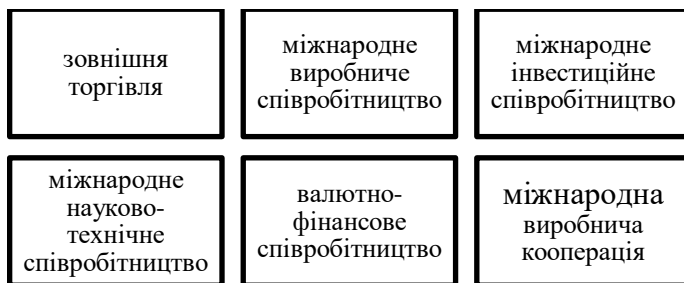 зовнішня
торгівля
міжнародне
виробниче
співробітництво
міжнародне
інвестиційне
співробітництво
міжнародне
науково-
технічне
співробітництво
валютно-
фінансове
співробітництво
міжнародна
виробнича
кооперація